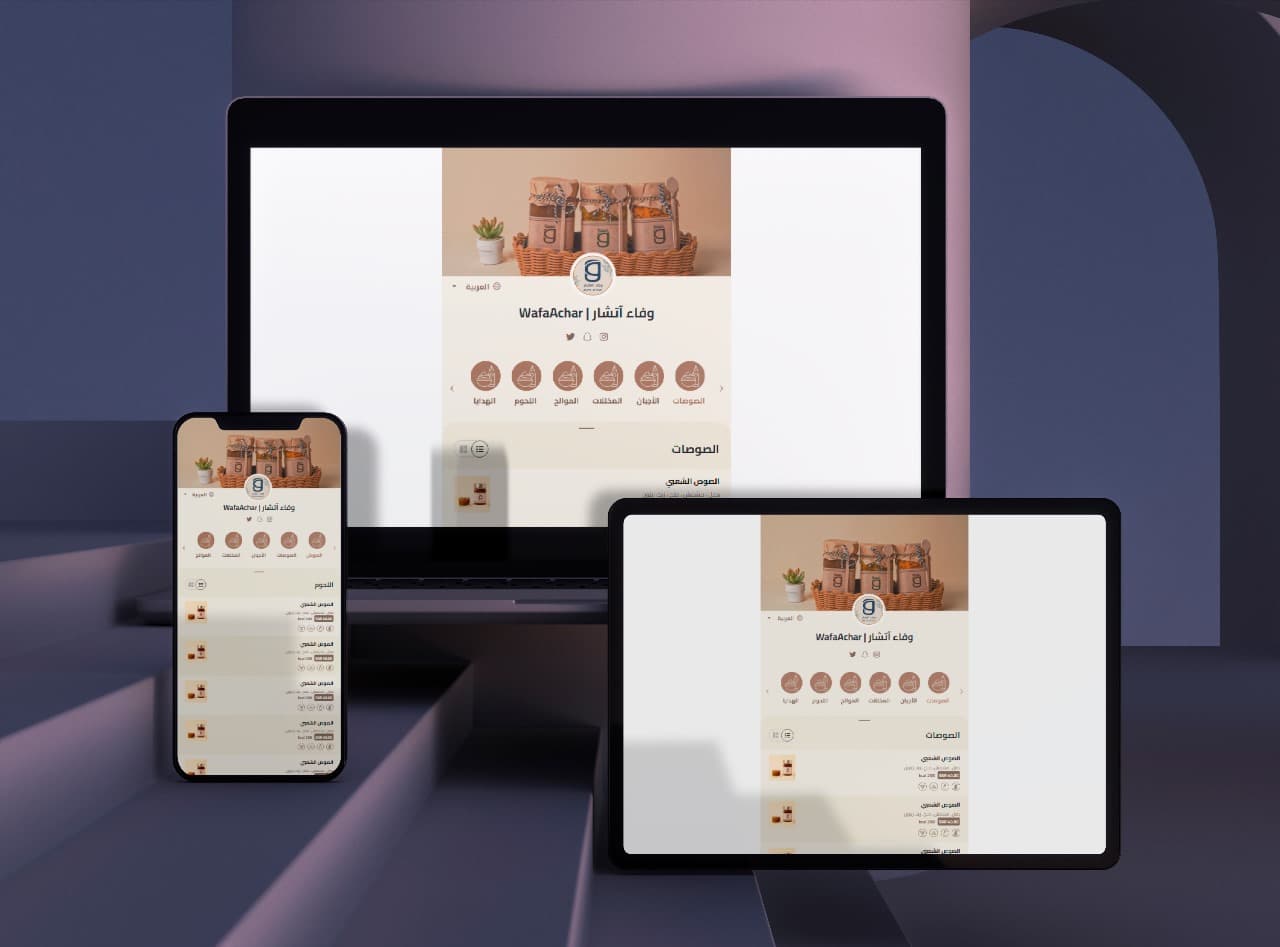 العربية
وفاء آتشار | WafaAchar
الصوصات
الأجبان
المخللات
الموالح
اللحوم
الهدايا
الصوصات
الصوص الشعبي
العربية
وفاء آتشار | WafaAchar
الصوص
الصوصات
الأجبان
المخللات
الموالح
اللحوم
الصوص الشعبي
الصوص الشعبي
الصوص الشعبي
الصوص الشعبي
الصوص الشعبي
العربية
وفاء آتشار | WafaAchar
الصوصات
الأجبان
المخللات
الموالح
اللحوم
الهدايا
الصوصات
الصوص الشعبي
الصوص الشعبي
الصوص الشعبي